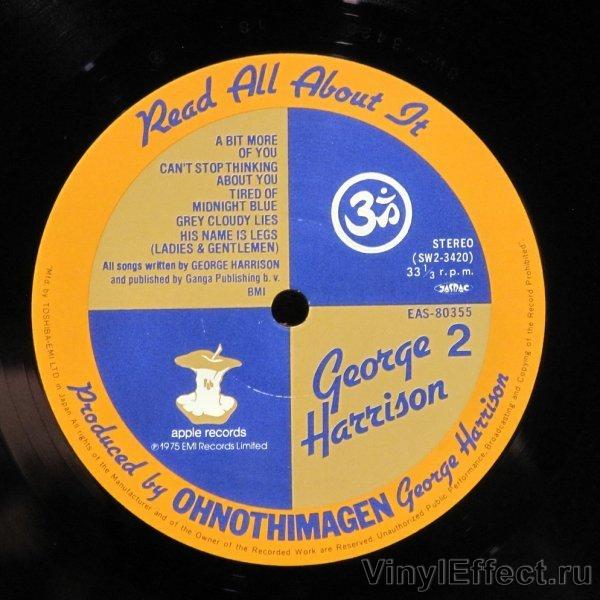 Read All About It
A BIT MORE
OF YOU
CAN'T STOP THINKING
ABOUT YOU
TIRED OF
MIDNIGHT BLUE
GREY CLOUDY LIES
HIS NAME IS LEGS
(LADIES & GENTLEMEN)
All songs written by GEORGE HARRISON
and published by Ganga Publishing b.v.
BMI
STEREO
(SW2-3420)
33 1/3 r.p.m.
JASRAC
EAS-80355
George 2
Harrison
apple records
℗1975 EMI Records Limited
Produced by OHNOTHIMAGEN George Harrison
"Mfd. by TOSHIBA-EMI LTD. in Japan. All rights of the Manufacturer and of the Owner of the Recorded Work are Reserved. Unauthorized Public Performance, Broadcasting and Copying of the Record Prohibited".
VinylEffect.ru